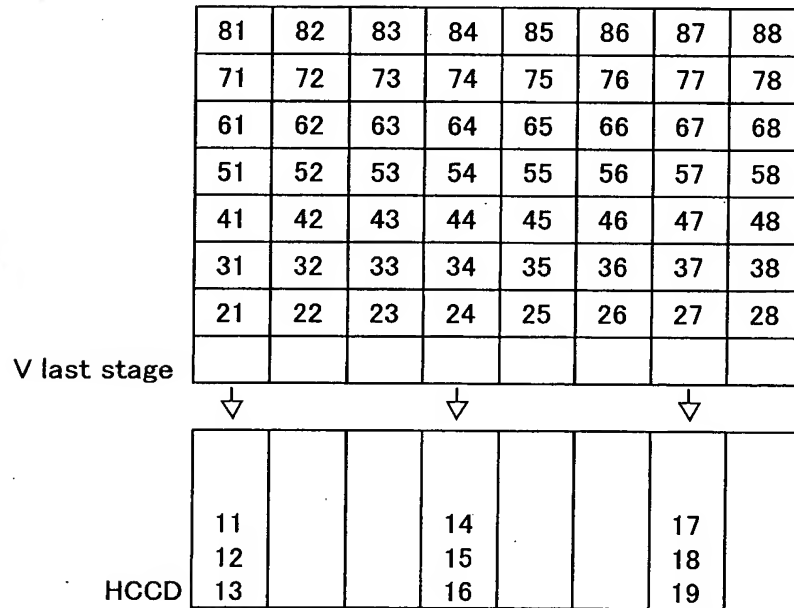 81 82 83 84 85 86 87 88
71 72 73 74 75 76 77 78
61 62 63 64 65 66 67 68
51 52 53 54 55 56 57 58
41 42 43 44 45 46 47 48
31 32 33 34 35 36 37 38
21 22 23 24 25 26 27 28
V last stage
11 14 17
12 15 18
HCCD 13 16 19